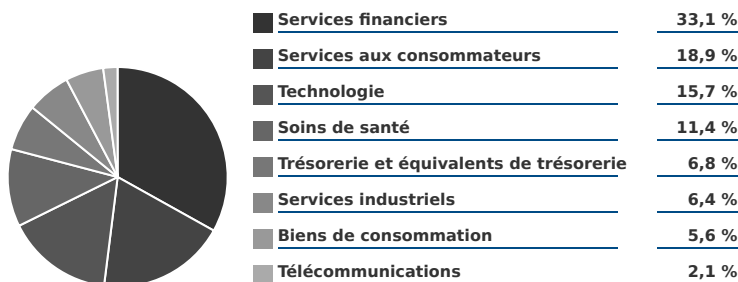 Services financiers 33,1 %
Services aux consommateurs 18,9 %
Technologie 15,7 %
Soins de santé 11,4 %
Trésorerie et équivalents de trésorerie 6,8 %
Services industriels 6,4 %
Biens de consommation 5,6 %
Télécommunications 2,1 %